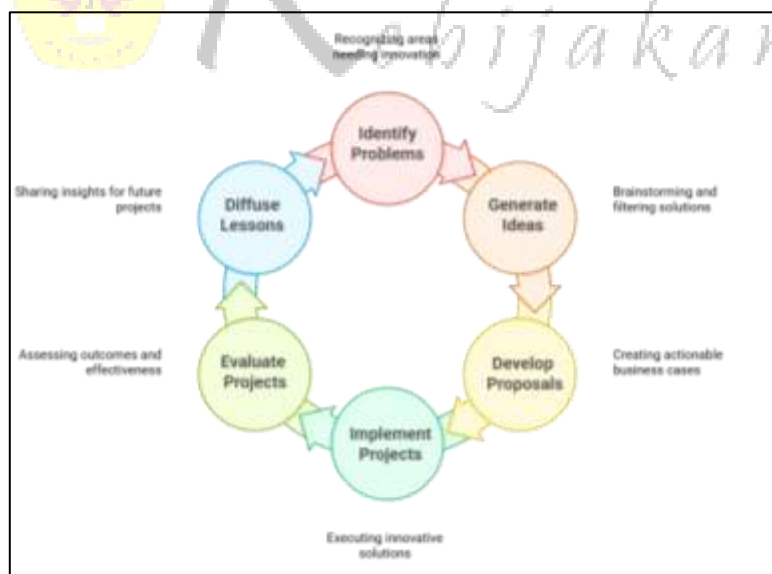 Kebijakan
Recognizing areas
needing innovation
Identify
Problems
Generate
Ideas
Brainstorming and
filtering solutions
Develop
Proposals
Creating actionable
business cases
Implement
Projects
Executing innovative
solutions
Evaluate
Projects
Assessing outcomes and
effectiveness
Diffuse
Lessons
Sharing insights for future
projects